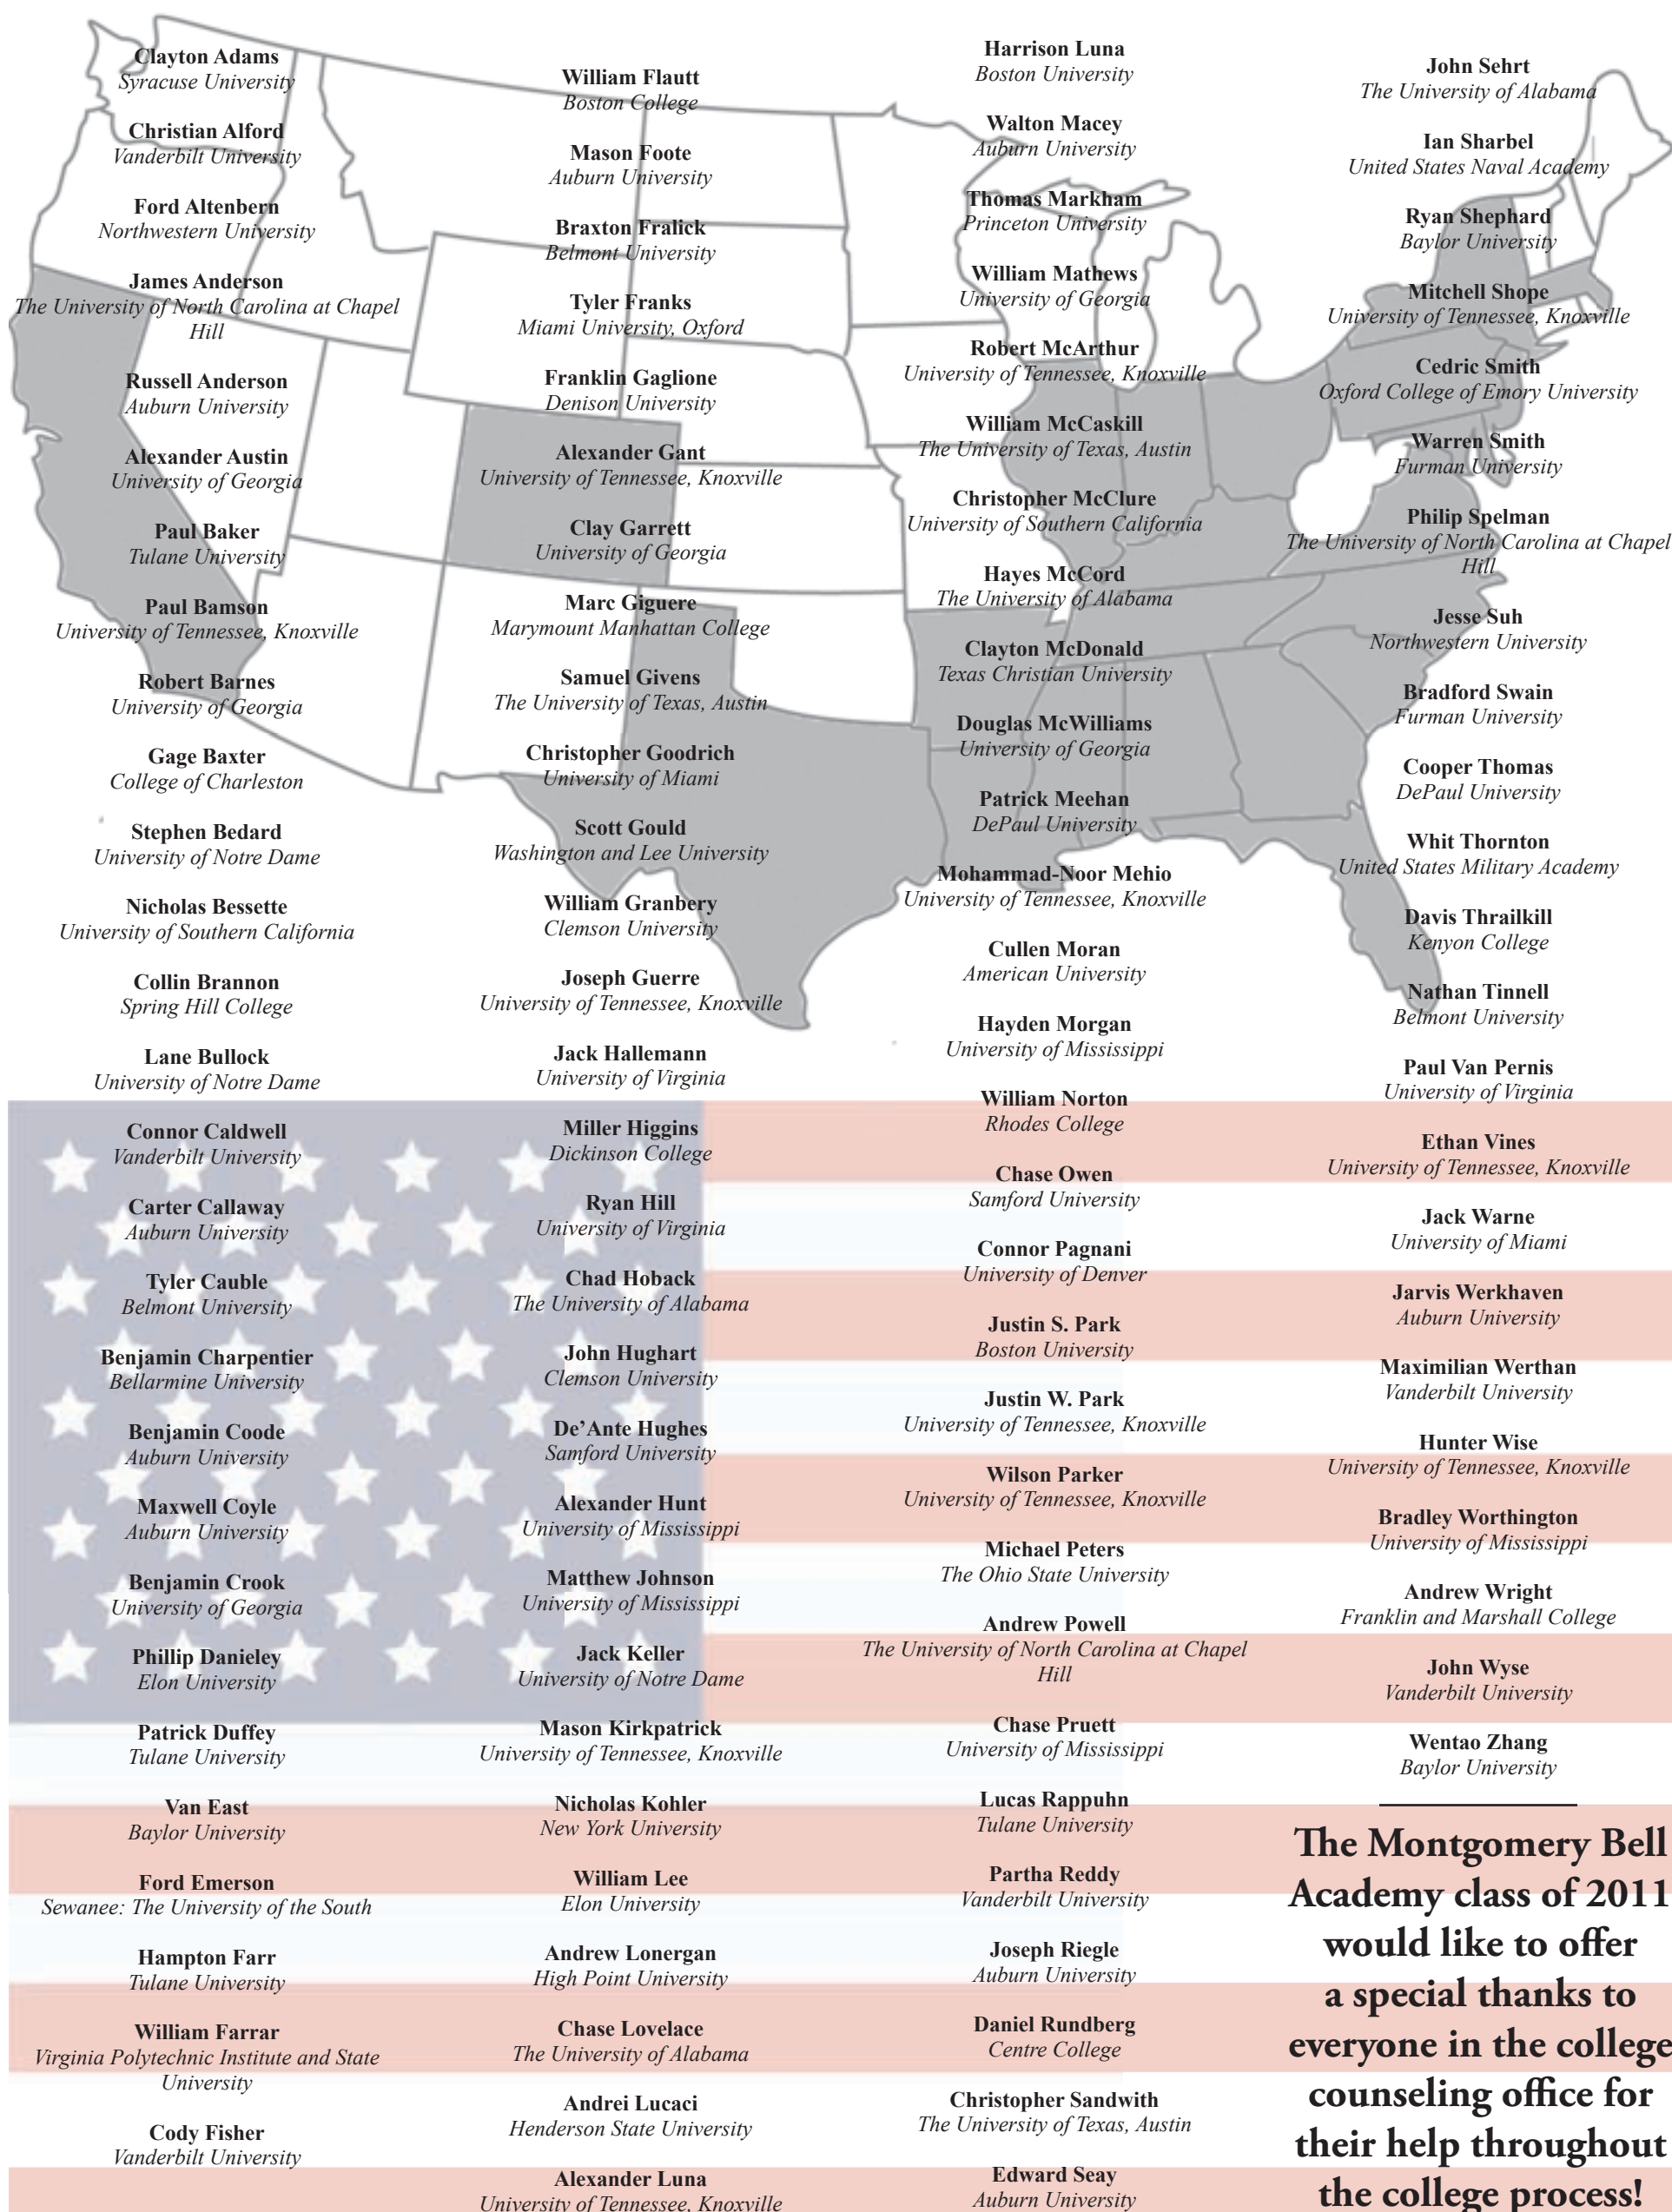 Clayton Adams
Syracuse University
Christian Alford
Vanderbilt University
Ford Altenbern
Northwestern University
James Anderson
The University of North Carolina at Chapel
Hill
Russell Anderson
Auburn University
Alexander Austin
University of Georgia
Paul Baker
Tulane University
Paul Bamson
University of Tennessee, Knoxville
Robert Barnes
University of Georgia
Gage Baxter
College of Charleston
Stephen Bedard
University of Notre Dame
Nicholas Bessette
University of Southern California
Collin Brannon
Spring Hill College
Lane Bullock
University of Notre Dame
Connor Caldwell
Vanderbilt University
Carter Callaway
Auburn University
Tyler Cauble
Belmont University
Benjamin Charpentier
Bellarmine University
Benjamin Coode
Auburn University
Maxwell Coyle
Auburn University
Benjamin Crook
University of Georgia
Phillip Danieley
Elon University
Patrick Duffey
Tulane University
Van East
Baylor University
Ford Emerson
Sewanee: The University of the South
Hampton Farr
Tulane University
William Farrar
Virginia Polytechnic Institute and State
University
Cody Fisher
Vanderbilt University
William Flautt
Boston College
Mason Foote
Auburn University
Braxton Fralick
Belmont University
Tyler Franks
Miami University, Oxford
Franklin Gaglione
Denison University
Alexander Gant
University of Tennessee, Knoxville
Clay Garrett
University of Georgia
Marc Giguere
Marymount Manhattan College
Samuel Givens
The University of Texas, Austin
Christopher Goodrich
University of Miami
Scott Gould
Washington and Lee University
William Granbery
Clemson University
Joseph Guerre
University of Tennessee, Knoxville
Jack Hallemann
University of Virginia
Miller Higgins
Dickinson College
Ryan Hill
University of Virginia
Chad Hoback
The University of Alabama
John Hughart
Clemson University
De’Ante Hughes
Samford University
Alexander Hunt
University of Mississippi
Matthew Johnson
University of Mississippi
Jack Keller
University of Notre Dame
Mason Kirkpatrick
University of Tennessee, Knoxville
Nicholas Kohler
New York University
William Lee
Elon University
Andrew Lonergan
High Point University
Chase Lovelace
The University of Alabama
Andrei Lucaci
Henderson State University
Alexander Luna
University of Tennessee, Knoxville
Harrison Luna
Boston University
Walton Macey
Auburn University
Thomas Markham
Princeton University
William Mathews
University of Georgia
Robert McArthur
University of Tennessee, Knoxville
William McCaskill
The University of Texas, Austin
Christopher McClure
University of Southern California
Hayes McCord
The University of Alabama
Clayton McDonald
Texas Christian University
Douglas McWilliams
University of Georgia
Patrick Meehan
DePaul University
Mohammad-Noor Mehio
University of Tennessee, Knoxville
Cullen Moran
American University
Hayden Morgan
University of Mississippi
William Norton
Rhodes College
Chase Owen
Samford University
Connor Pagnani
University of Denver
Justin S. Park
Boston University
Justin W. Park
University of Tennessee, Knoxville
Wilson Parker
University of Tennessee, Knoxville
Michael Peters
The Ohio State University
Andrew Powell
The University of North Carolina at Chapel
Hill
Chase Pruett
University of Mississippi
Lucas Rappuhn
Tulane University
Partha Reddy
Vanderbilt University
Joseph Riegle
Auburn University
Daniel Rundberg
Centre College
Christopher Sandwith
The University of Texas, Austin
Edward Seay
Auburn University
John Sehrt
The University of Alabama
Ian Sharbel
United States Naval Academy
Ryan Shephard
Baylor University
Mitchell Shope
University of Tennessee, Knoxville
Cedric Smith
Oxford College of Emory University
Warren Smith
Furman University
Philip Spelman
The University of North Carolina at Chapel
Hill
Jesse Suh
Northwestern University
Bradford Swain
Furman University
Cooper Thomas
DePaul University
Whit Thornton
United States Military Academy
Davis Thrailkill
Kenyon College
Nathan Tinnell
Belmont University
Paul Van Pernis
University of Virginia
Ethan Vines
University of Tennessee, Knoxville
Jack Warne
University of Miami
Jarvis Werkhaven
Auburn University
Maximilian Werthan
Vanderbilt University
Hunter Wise
University of Tennessee, Knoxville
Bradley Worthington
University of Mississippi
Andrew Wright
Franklin and Marshall College
John Wyse
Vanderbilt University
Wentao Zhang
Baylor University
The Montgomery Bell
Academy class of 2011
would like to offer
a special thanks to
everyone in the college
counseling office for
their help throughout
the college process!